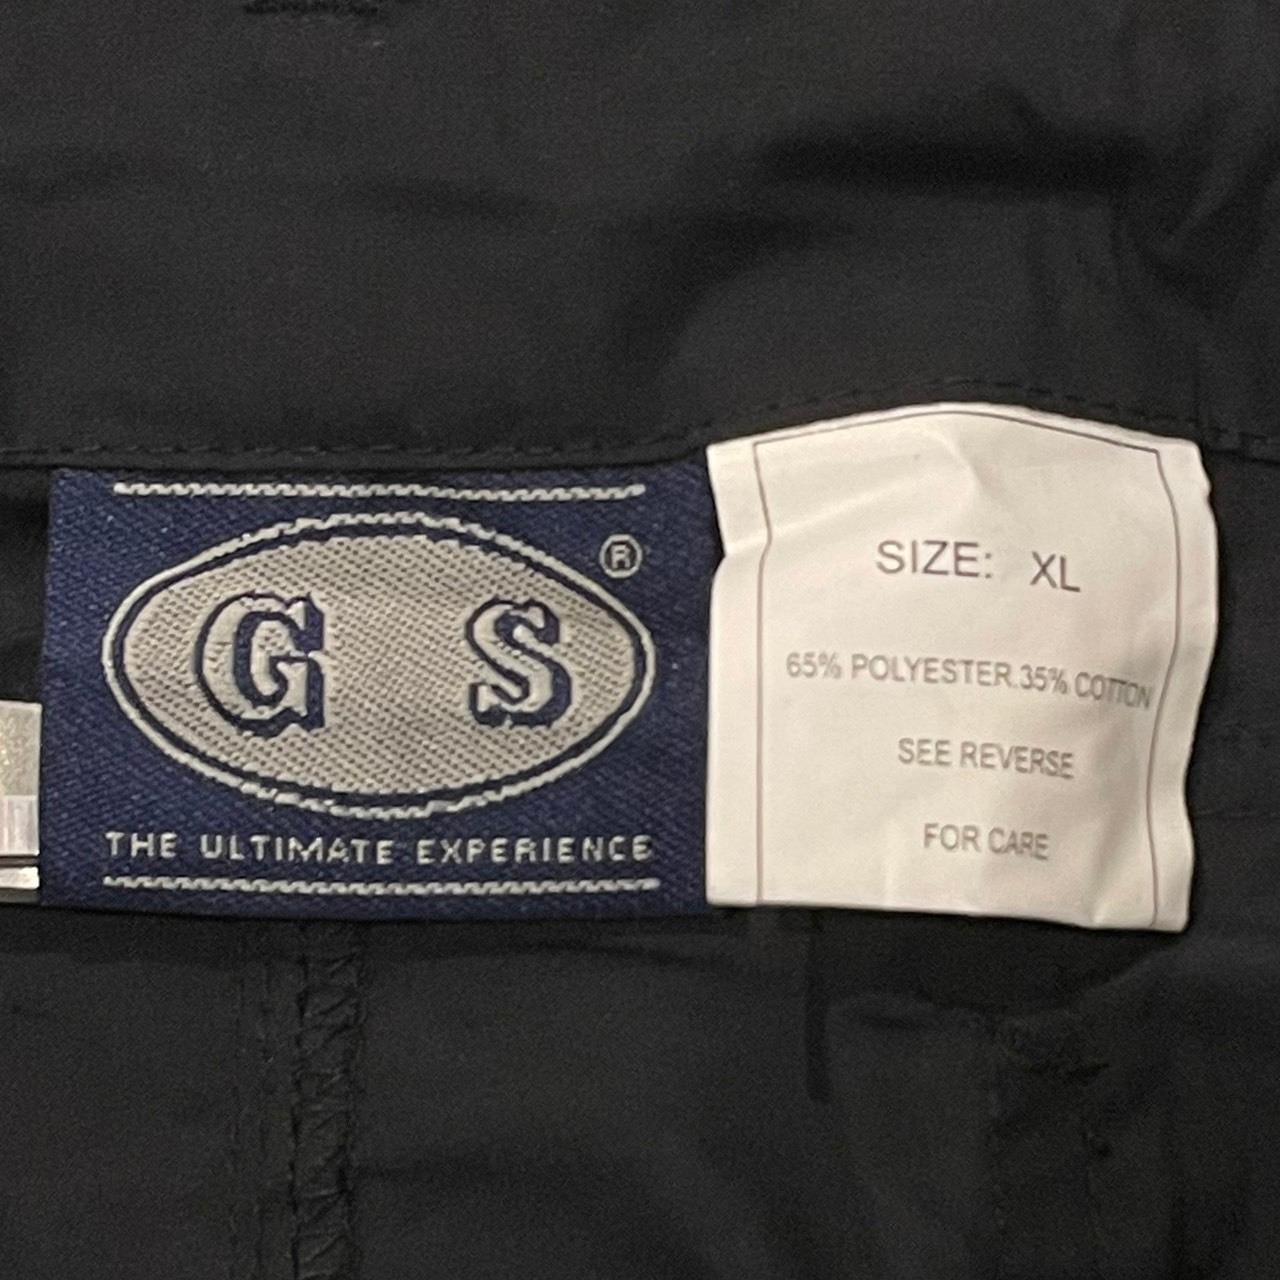 G S
®
THE ULTIMATE EXPERIENCE
SIZE: XL
65% POLYESTER.35% COTTON
SEE REVERSE
FOR CARE